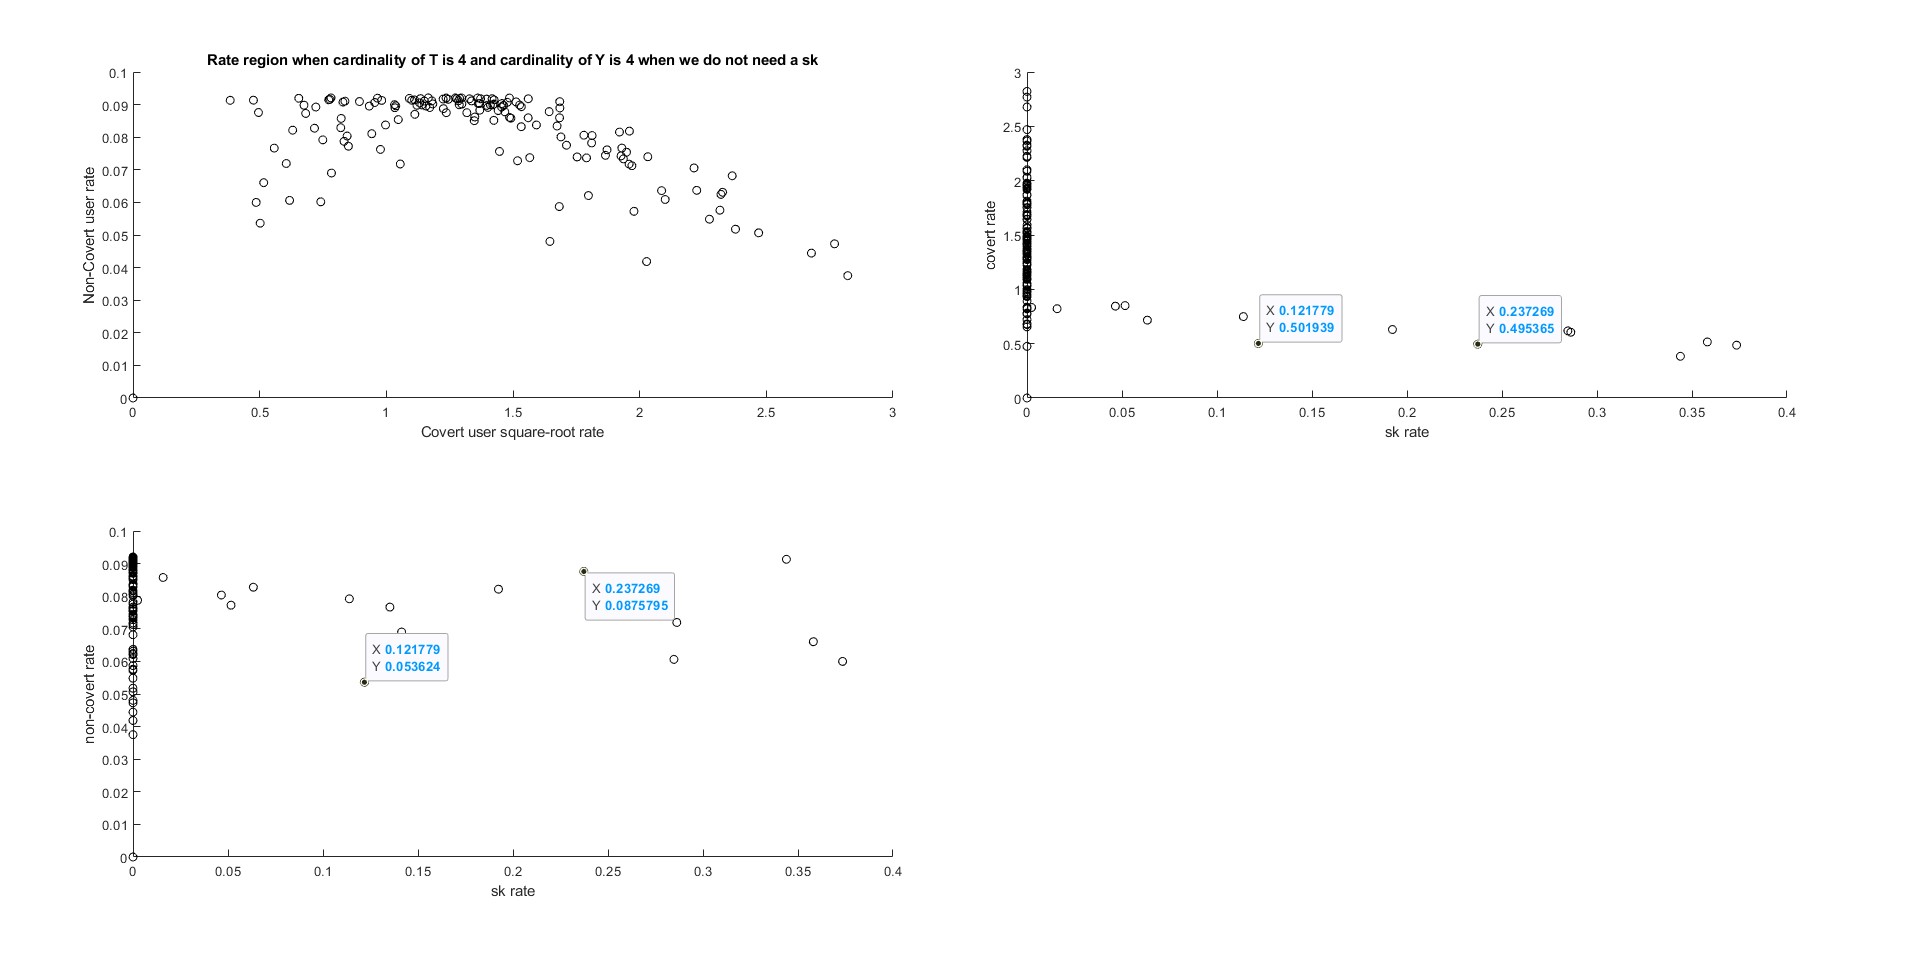 Rate region when cardinality of T is 4 and cardinality of Y is 4 when we do not need a sk
0.1
0.09
0.08
0.07
0.06
0.05
0.04
0.03
0.02
0.01
0
Non-Covert user rate
0 0.5 1 1.5 2 2.5 3
Covert user square-root rate
3
2.5
2
1.5
1
0.5
0
covert rate
X 0.121779
Y 0.501939
X 0.237269
Y 0.495365
0 0.05 0.1 0.15 0.2 0.25 0.3 0.35 0.4
sk rate
0.1
0.09
0.08
0.07
0.06
0.05
0.04
0.03
0.02
0.01
0
non-covert rate
X 0.237269
Y 0.0875795
X 0.121779
Y 0.053624
0 0.05 0.1 0.15 0.2 0.25 0.3 0.35 0.4
sk rate